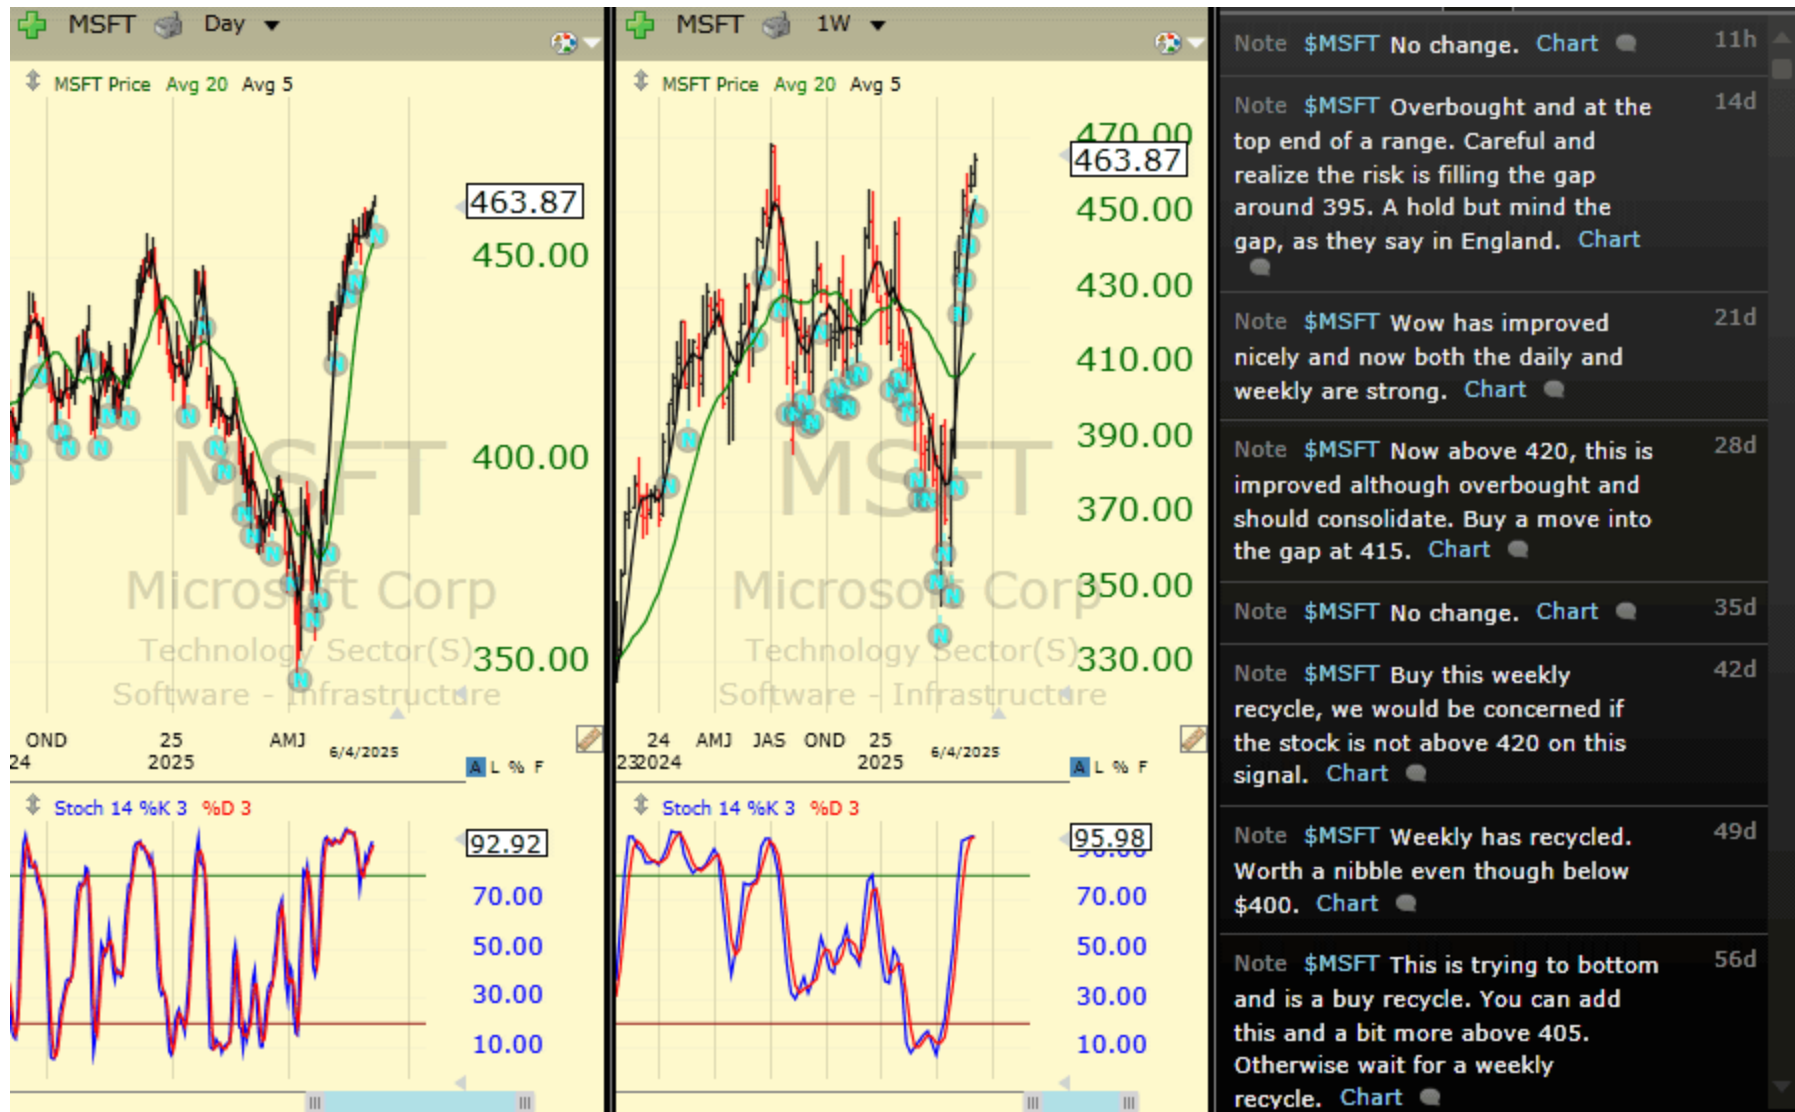 MSFT Day
MSFT Price Avg 20 Avg 5
463.87
450.00
400.00
350.00
MSFT
Microsoft Corp
Technology Sector(S)
Software - Infrastructure
OND 25 AMJ 6/4/2025
24 2025
A L % F
Stoch 14 %K 3 %D 3
92.92
70.00
50.00
30.00
10.00
MSFT 1W
MSFT Price Avg 20 Avg 5
470.00
463.87
450.00
430.00
410.00
390.00
370.00
350.00
330.00
MSFT
Microsoft Corp
Technology Sector(S)
Software - Infrastructure
24 AMJ JAS OND 25 6/4/2025
23 2024 2025
A L % F
Stoch 14 %K 3 %D 3
95.98
90.00
70.00
50.00
30.00
10.00
Note $MSFT No change. Chart 11h
Note $MSFT Overbought and at the 14d
top end of a range. Careful and
realize the risk is filling the gap
around 395. A hold but mind the
gap, as they say in England. Chart
Note $MSFT Wow has improved 21d
nicely and now both the daily and
weekly are strong. Chart
Note $MSFT Now above 420, this is 28d
improved although overbought and
should consolidate. Buy a move into
the gap at 415. Chart
Note $MSFT No change. Chart 35d
Note $MSFT Buy this weekly 42d
recycle, we would be concerned if
the stock is not above 420 on this
signal. Chart
Note $MSFT Weekly has recycled. 49d
Worth a nibble even though below
$400. Chart
Note $MSFT This is trying to bottom 56d
and is a buy recycle. You can add
this and a bit more above 405.
Otherwise wait for a weekly
recycle. Chart